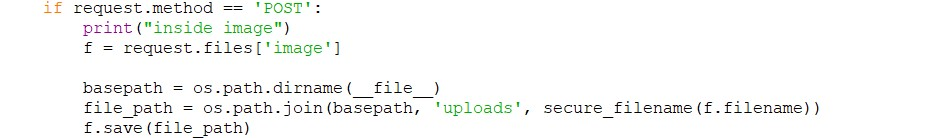 if request.method == 'POST':
print("inside image")
f = request.files['image']
basepath = os.path.dirname(__file__)
file_path = os.path.join(basepath, 'uploads', secure_filename(f.filename))
f.save(file_path)